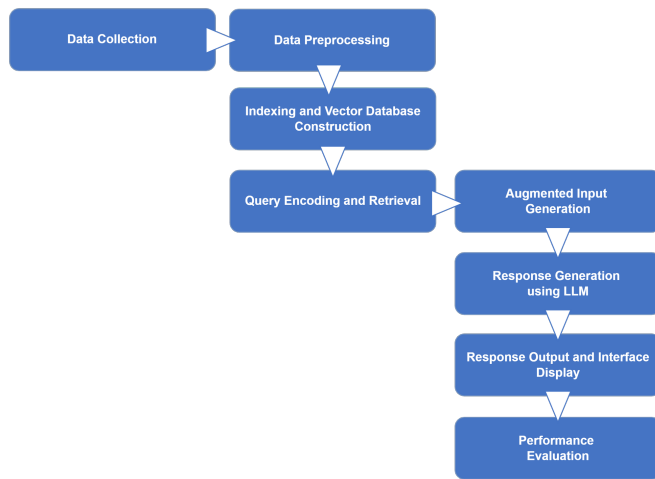 Data Collection
Data Preprocessing
Indexing and Vector Database
Construction
Query Encoding and Retrieval
Augmented Input
Generation
Response Generation
using LLM
Response Output and Interface
Display
Performance
Evaluation